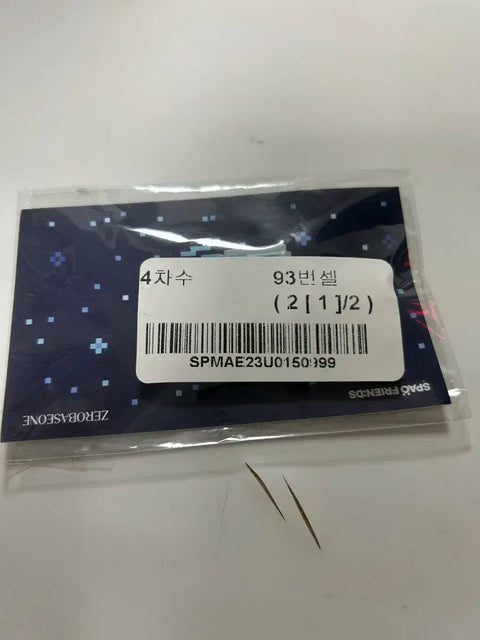 4차수 93번셀
( 2 [ 1 ]/2 )
SPMAE23U0150999
SPAO FRIENDS
ZEROBASEONE